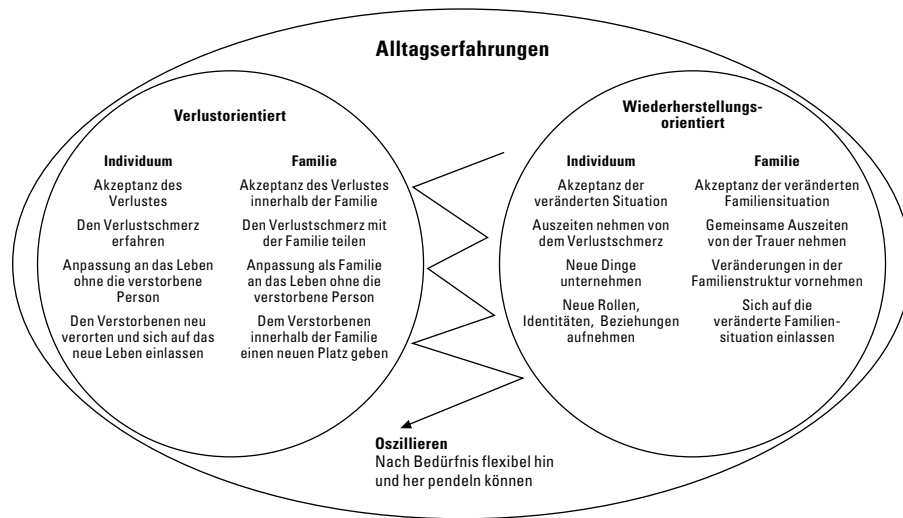 Alltagserfahrungen
Verlustorientiert
Individuum
Akzeptanz des
Verlustes
Den Verlustschmerz
erfahren
Anpassung an das Leben
ohne die verstorbene
Person
Den Verstorbenen neu
verorten und sich auf das
neue Leben einlassen
Familie
Akzeptanz des Verlustes
innerhalb der Familie
Den Verlustschmerz mit
der Familie teilen
Anpassung als Familie
an das Leben ohne die
verstorbene Person
Dem Verstorbenen
innerhalb der Familie
einen neuen Platz geben
Wiederherstellungs-
orientiert
Individuum
Akzeptanz der
veränderten Situation
Auszeiten nehmen von
dem Verlustschmerz
Neue Dinge
unternehmen
Neue Rollen,
Identitäten, Beziehungen
aufnehmen
Familie
Akzeptanz der veränderten
Familiensituation
Gemeinsame Auszeiten
von der Trauer nehmen
Veränderungen in der
Familienstruktur vornehmen
Sich auf die
veränderte Familien-
situation einlassen
Oszillieren
Nach Bedürfnis flexibel hin
und her pendeln können